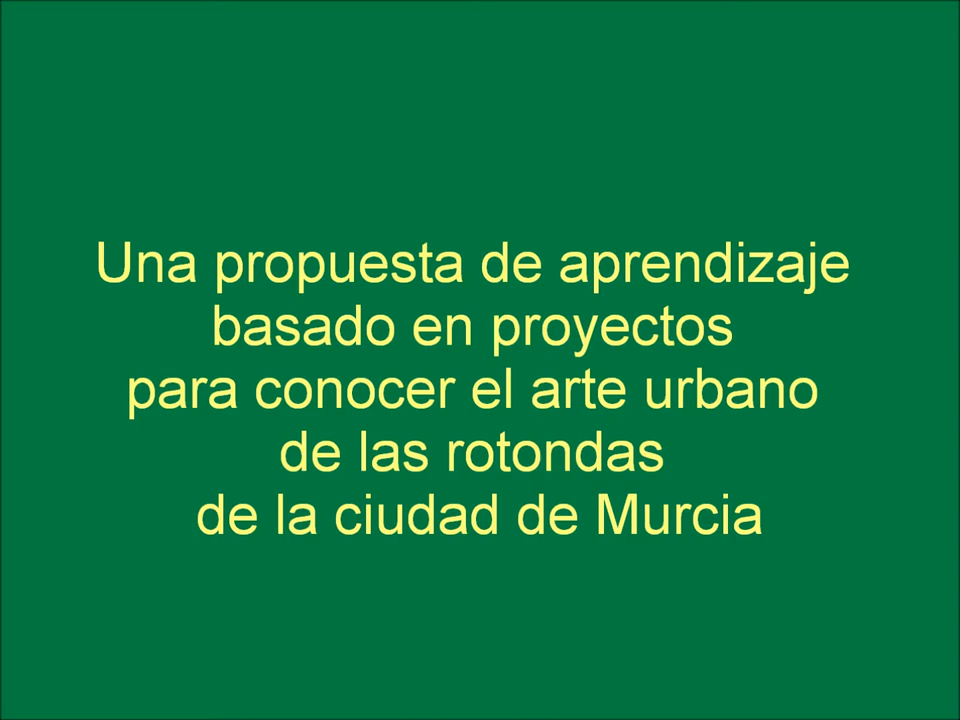 Una propuesta de aprendizaje
basado en proyectos
para conocer el arte urbano
de las rotondas
de la ciudad de Murcia